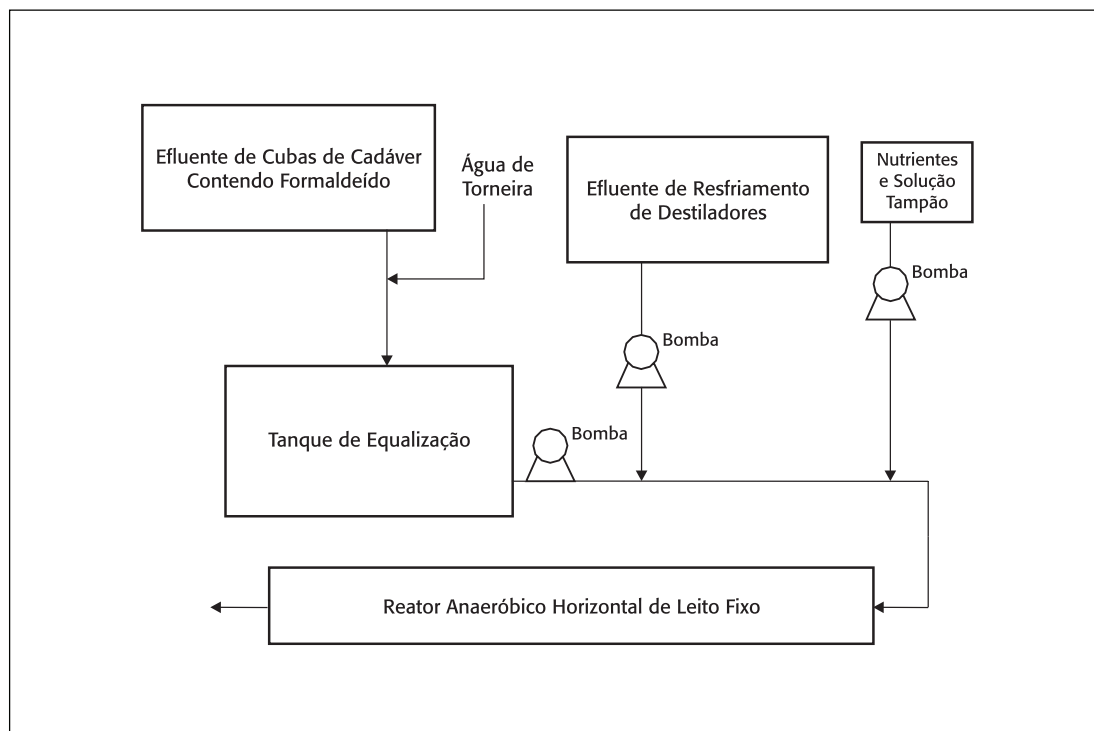 Efluente de Cubas de Cadáver
Contendo Formaldeído
Água de
Torneira
Efluente de Resfriamento
de Destiladores
Nutrientes
e Solução
Tampão
Bomba
Bomba
Bomba
Tanque de Equalização
Reator Anaeróbico Horizontal de Leito Fixo